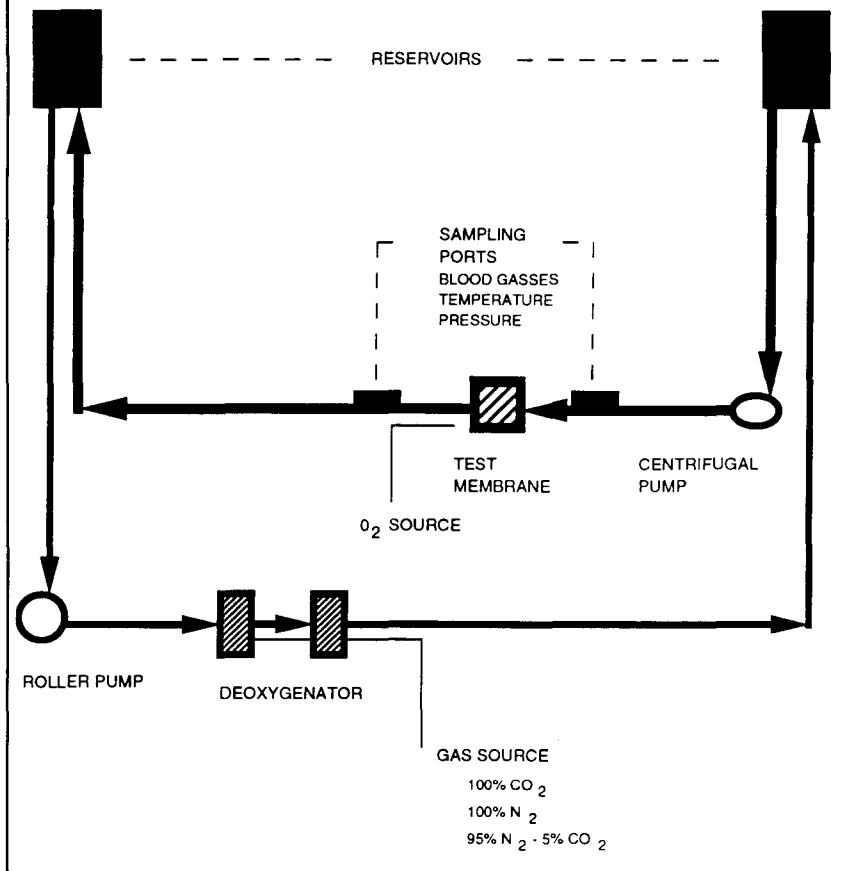 RESERVOIRS
SAMPLING
PORTS
BLOOD GASSES
TEMPERATURE
PRESSURE
TEST
MEMBRANE
CENTRIFUGAL
PUMP
O2 SOURCE
ROLLER PUMP
DEOXYGENATOR
GAS SOURCE
100% CO2
100% N2
95% N2 - 5% CO2